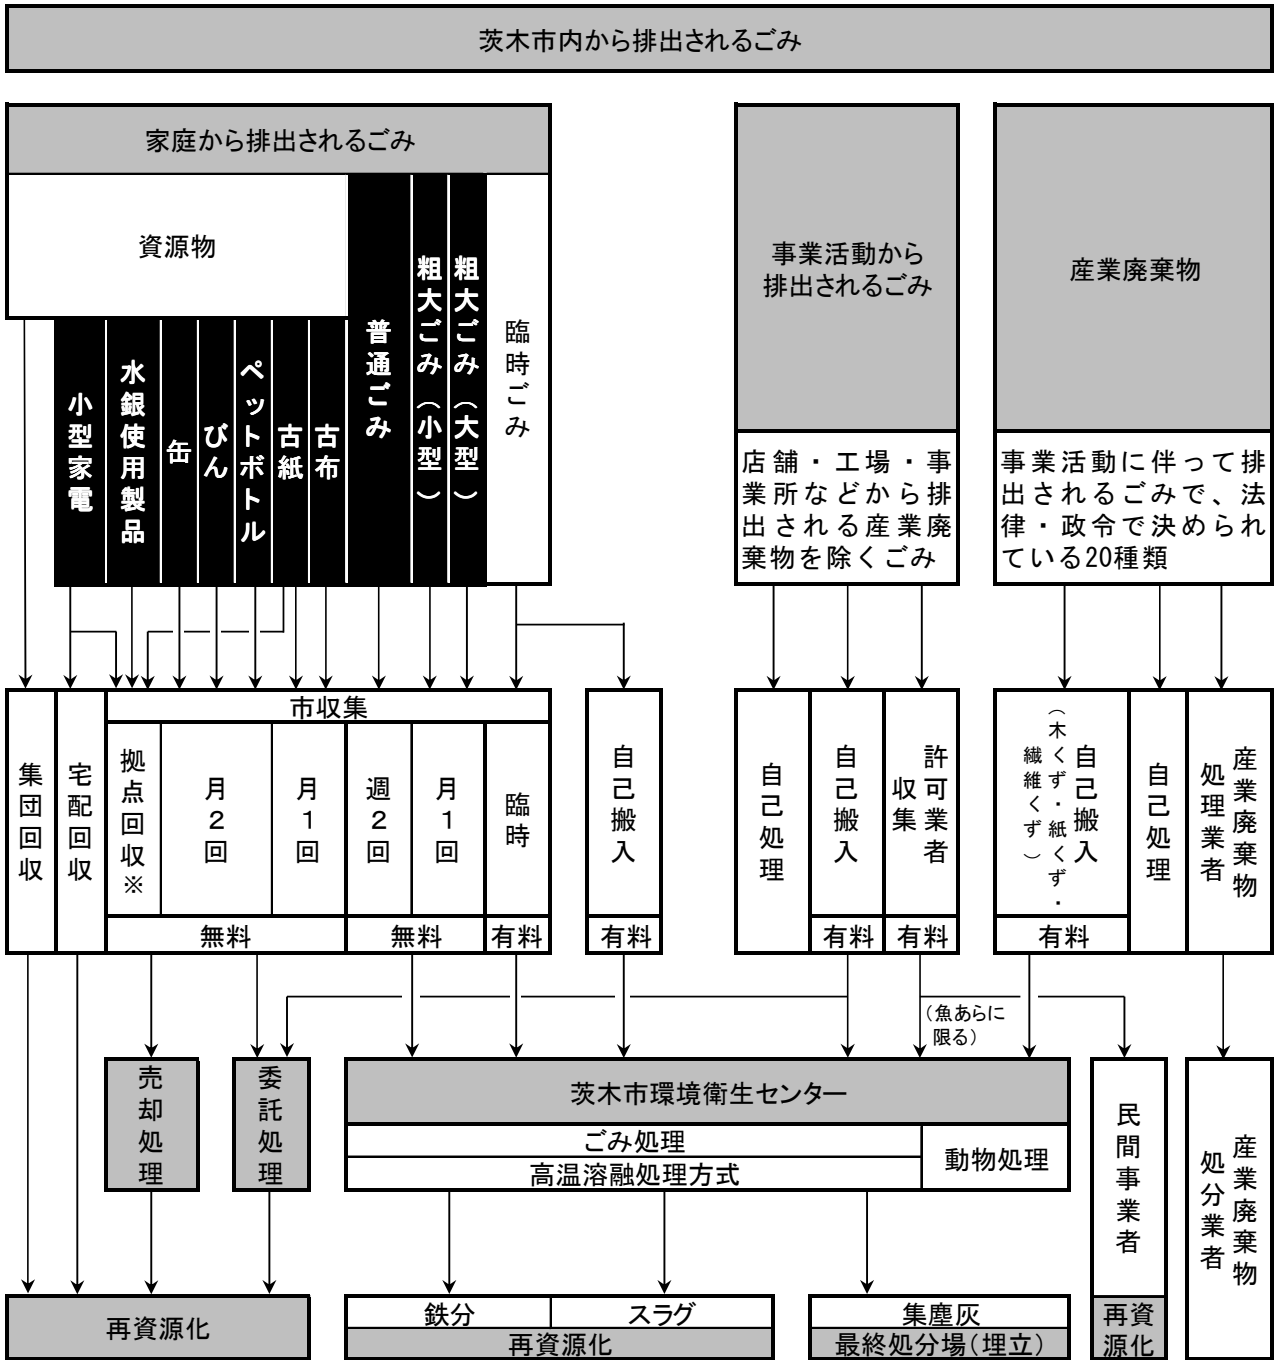 茨木市内から排出されるごみ
家庭から排出されるごみ
資源物
小型家電
水銀使用製品
缶
びん
ペットボトル
古紙
古布
普通ごみ
粗大ごみ（小型）
粗大ごみ（大型）
臨時ごみ
事業活動から
排出されるごみ
店舗・工場・事
業所などから排
出される産業廃
棄物を除くごみ
産業廃棄物
事業活動に伴って排
出されるごみで、法
律・政令で決められ
ている20種類
集団回収
宅配回収
市収集
拠点回収※
月２回
月１回
週２回
月１回
臨時
無料
無料
有料
自己搬入
有料
自己処理
自己搬入
有料
許可業者
収集
有料
自己搬入
（木くず・紙くず・
繊維くず）
有料
自己処理
産業廃棄物
処理業者
（魚あらに
限る）
売却処理
委託処理
茨木市環境衛生センター
ごみ処理
高温溶融処理方式
動物処理
民間事業者
産業廃棄物
処分業者
再資源化
鉄分
スラグ
再資源化
集塵灰
最終処分場（埋立）
再資
源化